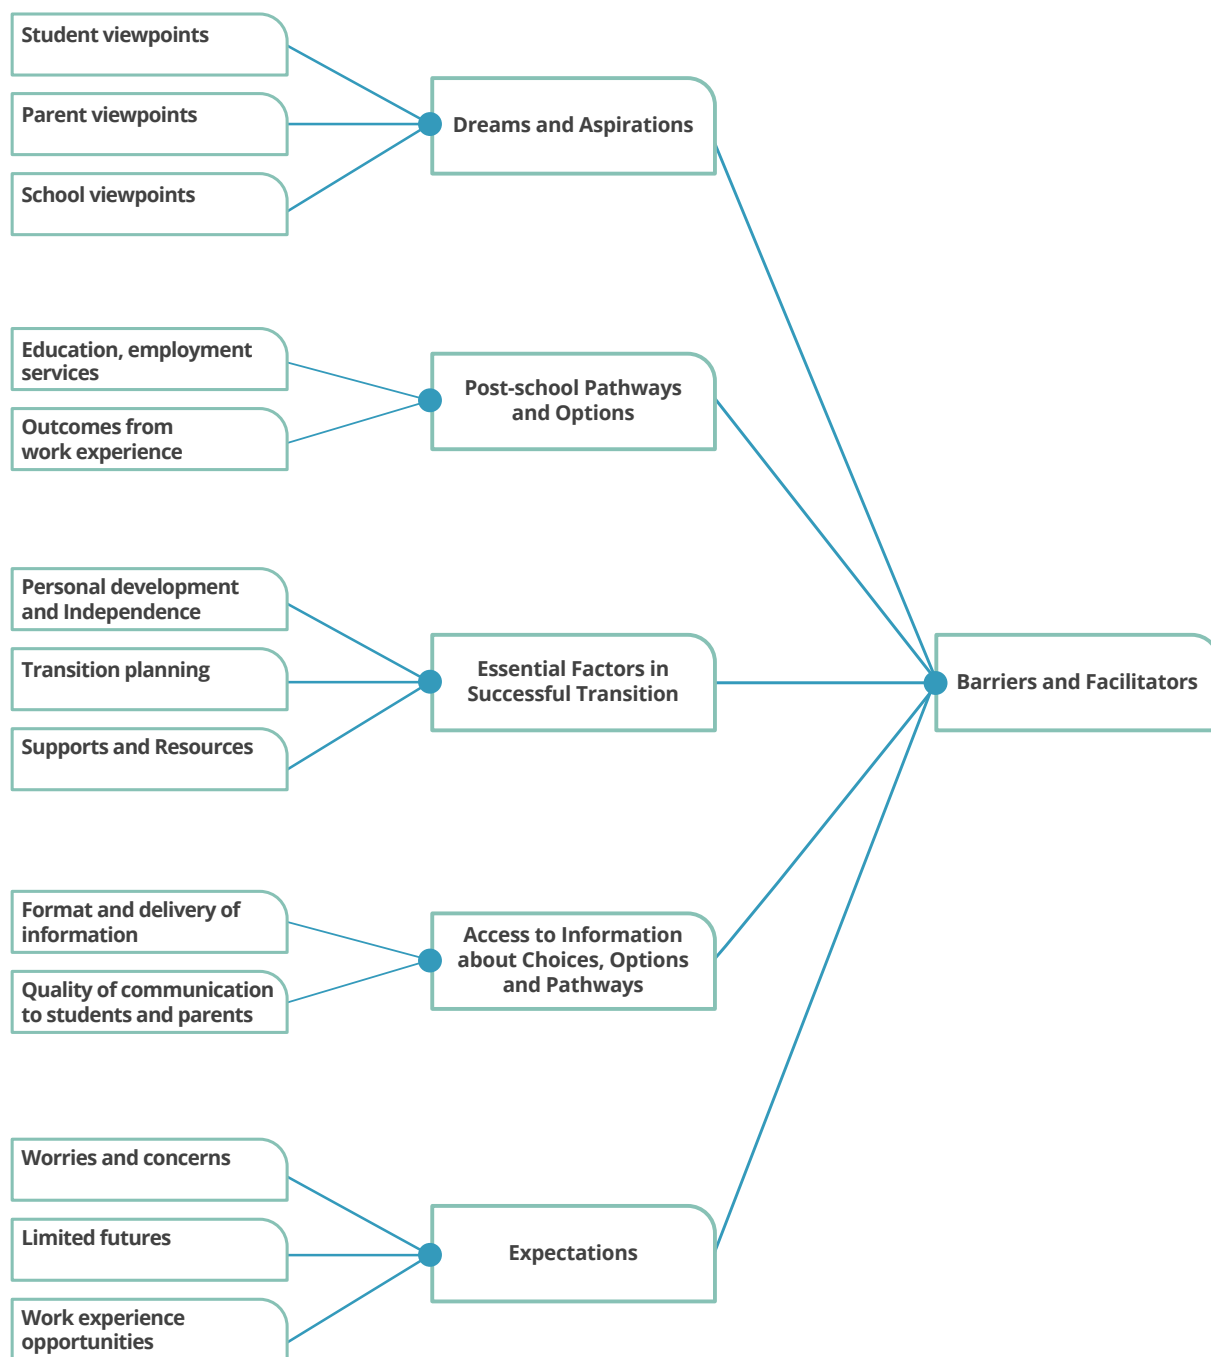 Student viewpoints
Parent viewpoints
School viewpoints
Dreams and Aspirations
Education, employment
services
Outcomes from
work experience
Post-school Pathways
and Options
Personal development
and Independence
Transition planning
Supports and Resources
Essential Factors in
Successful Transition
Barriers and Facilitators
Format and delivery of
information
Quality of communication
to students and parents
Access to Information
about Choices, Options
and Pathways
Worries and concerns
Limited futures
Work experience
opportunities
Expectations